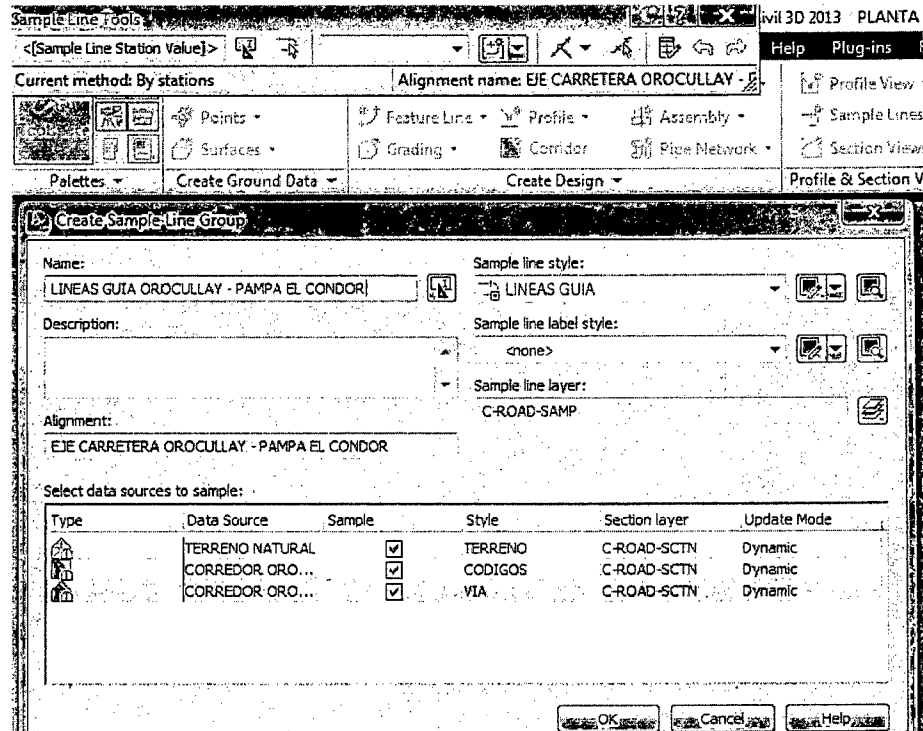 Sample Line Tools
ivil 3D 2013 PLANTA
<[Sample Line Station Value]>
Help Plug-ins
Current method: By stations
Alignment name: EJE CARRETERA OROCULLAY -
Profile View
Points
Feature Line
Profile
Assembly
Sample Lines
Surfaces
Grading
Corridor
Pipe Network
Section Views
Palettes
Create Ground Data
Create Design
Profile & Section V
Create Sample Line Group
Name:
LINEAS GUIA OROCULLAY - PAMPA EL CONDOR
Sample line style:
LINEAS GUIA
Description:
Sample line label style:
<none>
Sample line layer:
C-ROAD-SAMP
Alignment:
EJE CARRETERA OROCULLAY - PAMPA EL CONDOR
Select data sources to sample:
Type Data Source Sample Style Section layer Update Mode
TERRENO NATURAL TERRENO C-ROAD-SCTN Dynamic
CORREDOR ORO... CODIGOS C-ROAD-SCTN Dynamic
CORREDOR ORO... VIA C-ROAD-SCTN Dynamic
OK Cancel Help